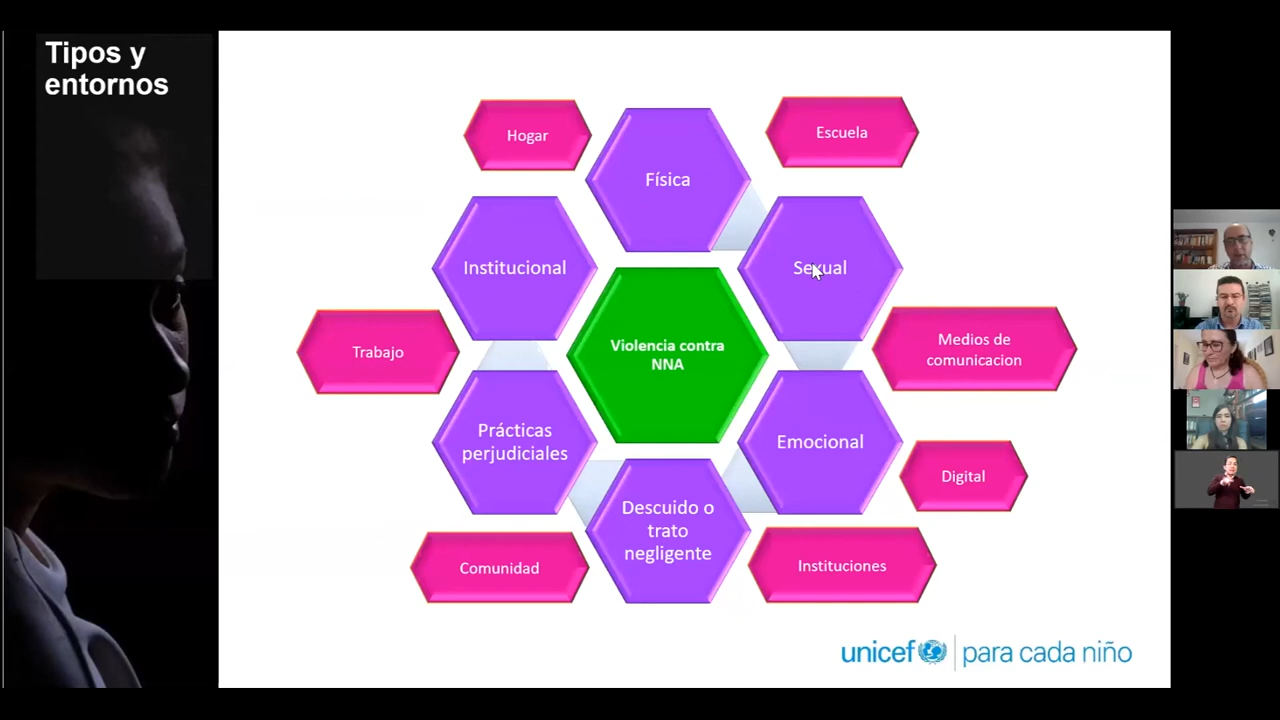 Tipos y
entornos
Hogar
Escuela
Física
Institucional
Sexual
Violencia contra
NNA
Trabajo
Medios de
comunicacion
Prácticas
perjudiciales
Emocional
Digital
Descuido o
trato
negligente
Comunidad
Instituciones
unicef
para cada niño